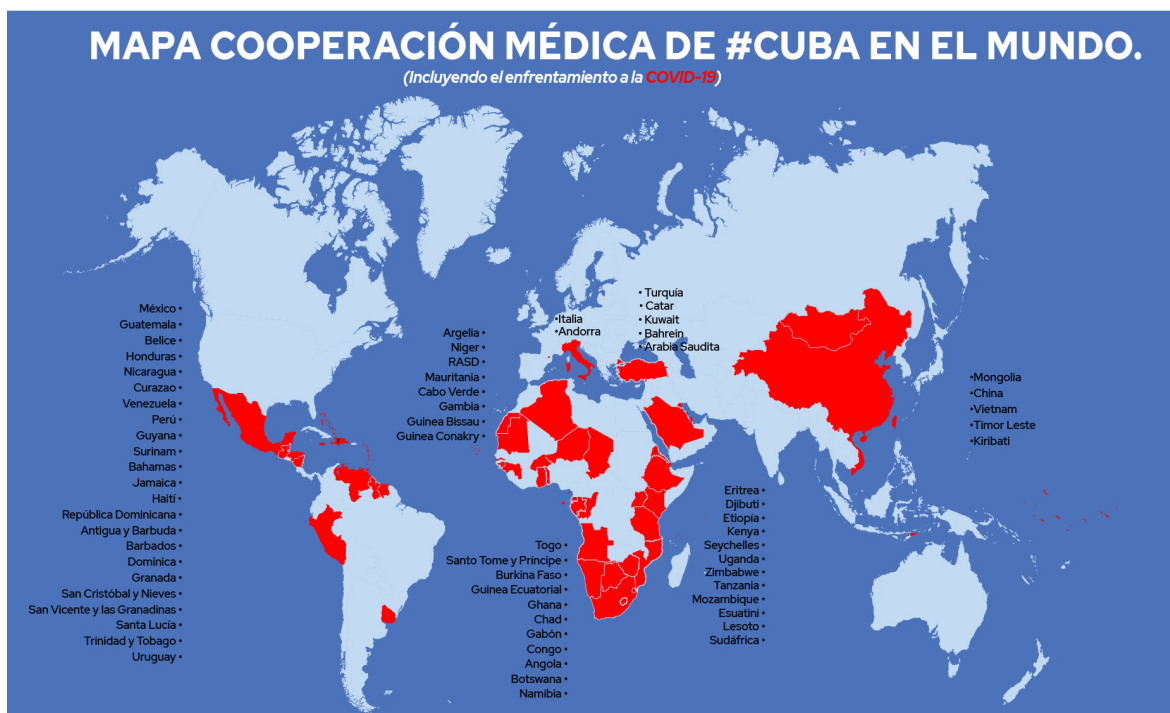 MAPA COOPERACIÓN MÉDICA DE #CUBA EN EL MUNDO.
(Incluyendo el enfrentamiento a la COVID-19)
México •
Guatemala •
Belice •
Honduras •
Nicaragua •
Curazao •
Venezuela •
Perú •
Guyana •
Surinam •
Bahamas •
Jamaica •
Haití •
República Dominicana •
Antigua y Barbuda •
Barbados •
Dominica •
Granada •
San Cristóbal y Nieves •
San Vicente y las Granadinas •
Santa Lucía •
Trinidad y Tobago •
Uruguay •
Argelia •
Niger •
RASD •
Mauritania •
Cabo Verde •
Gambia •
Guinea Bissau •
Guinea Conakry •
•Italia
•Andorra
• Turquía
• Catar
• Kuwait
• Bahrein
• Arabia Saudita
Togo •
Santo Tome y Príncipe •
Burkina Faso •
Guinea Ecuatorial •
Ghana •
Chad •
Gabón •
Congo •
Angola •
Botswana •
Namibia •
Eritrea •
Djibuti •
Etiopía •
Kenya •
Seychelles •
Uganda •
Zimbabwe •
Tanzania •
Mozambique •
Esuatini •
Lesoto •
Sudáfrica •
•Mongolia
•China
•Vietnam
•Timor Leste
•Kiribati